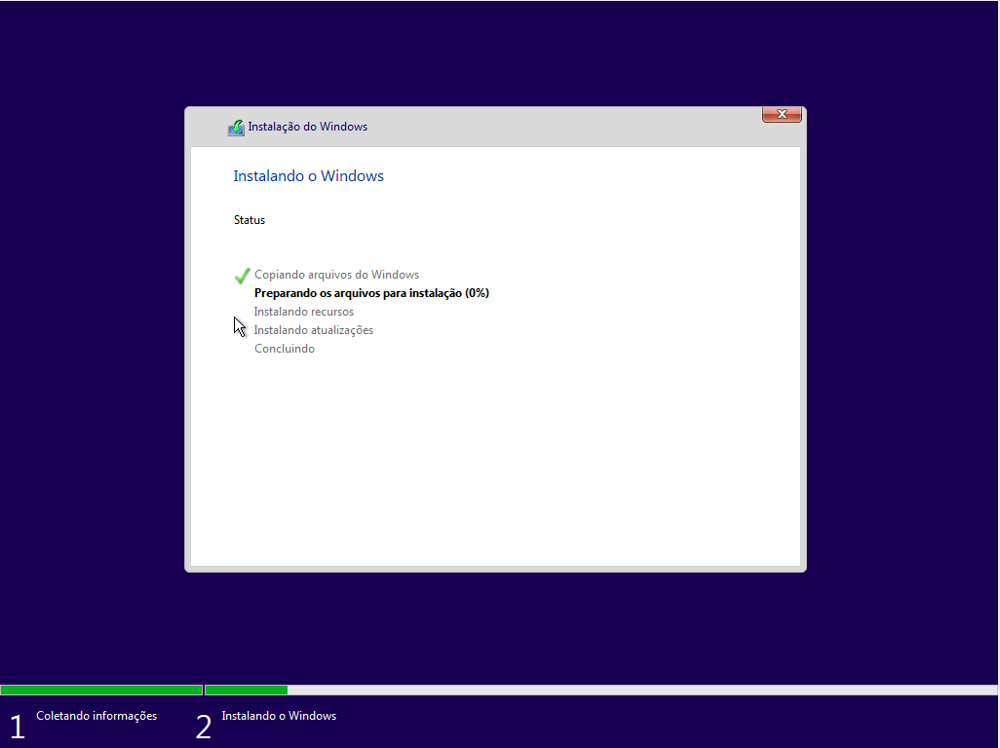 Instalação do Windows
Instalando o Windows
Status
Copiando arquivos do Windows
Preparando os arquivos para instalação (0%)
Instalando recursos
Instalando atualizações
Concluindo
1 Coletando informações 2 Instalando o Windows